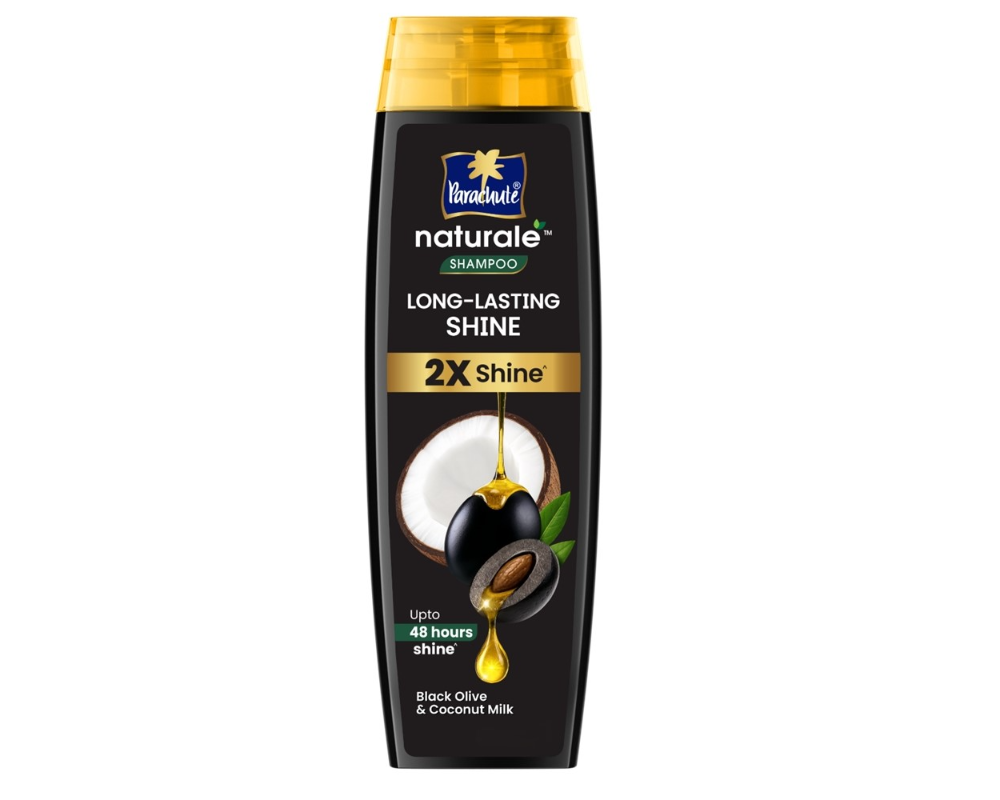 Parachute®
naturale™
SHAMPOO
LONG-LASTING
SHINE
2X Shine^
Upto
48 hours
shine^
Black Olive
& Coconut Milk